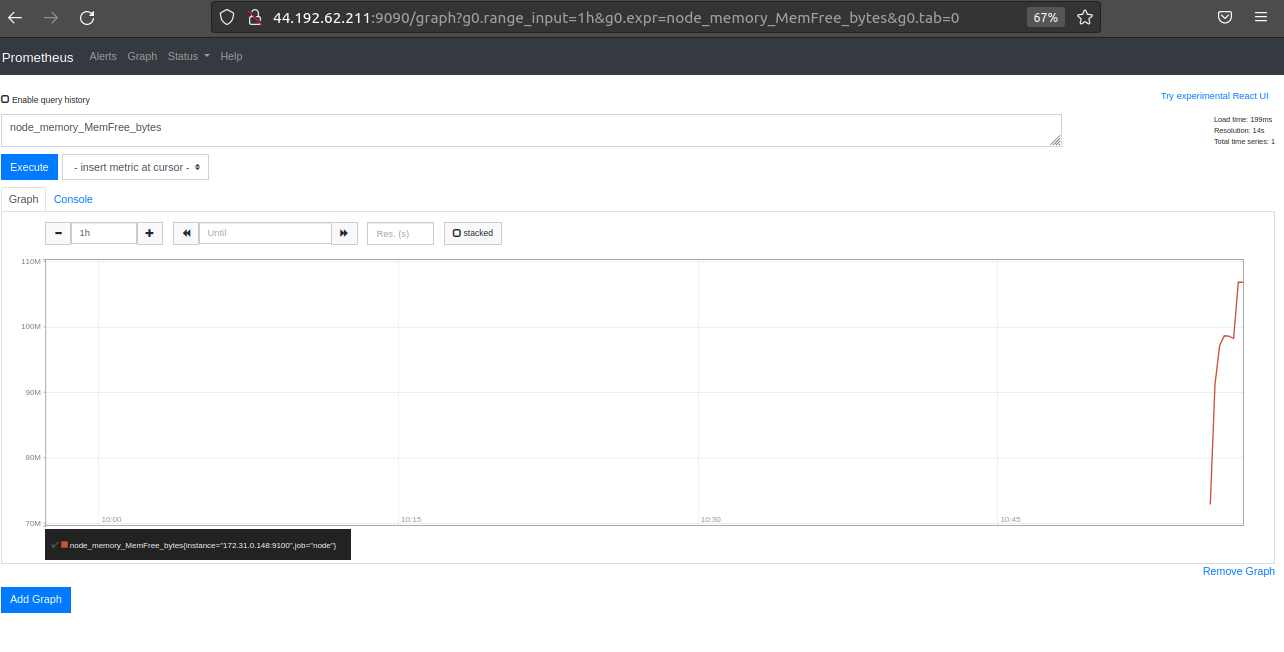 44.192.62.211:9090/graph?g0.range_input=1h&g0.expr=node_memory_MemFree_bytes&g0.tab=0 67%
Prometheus Alerts Graph Status Help
Enable query history
Try experimental React UI
node_memory_MemFree_bytes
Load time: 199ms
Resolution: 14s
Total time series: 1
Execute - insert metric at cursor -
Graph Console
1h Until Res. (s) stacked
110M
100M
90M
80M
70M
10:00 10:15 10:30 10:45
node_memory_MemFree_bytes{instance="172.31.0.148:9100",job="node"}
Remove Graph
Add Graph